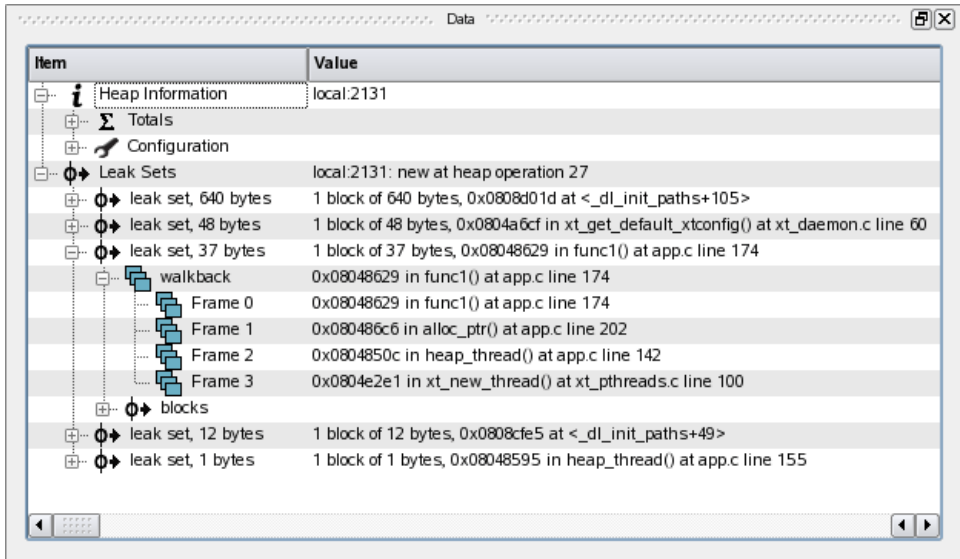 Data
Item Value
Heap Information local:2131
Totals
Configuration
Leak Sets local:2131: new at heap operation 27
leak set, 640 bytes 1 block of 640 bytes, 0x0808d01d at <_dl_init_paths+105>
leak set, 48 bytes 1 block of 48 bytes, 0x0804a6cf in xt_get_default_xtconfig() at xt_daemon.c line 60
leak set, 37 bytes 1 block of 37 bytes, 0x08048629 in func1() at app.c line 174
walkback 0x08048629 in func1() at app.c line 174
Frame 0 0x08048629 in func1() at app.c line 174
Frame 1 0x080486c6 in alloc_ptr() at app.c line 202
Frame 2 0x0804850c in heap_thread() at app.c line 142
Frame 3 0x0804e2e1 in xt_new_thread() at xt_pthreads.c line 100
blocks
leak set, 12 bytes 1 block of 12 bytes, 0x0808cfe5 at <_dl_init_paths+49>
leak set, 1 bytes 1 block of 1 bytes, 0x08048595 in heap_thread() at app.c line 155